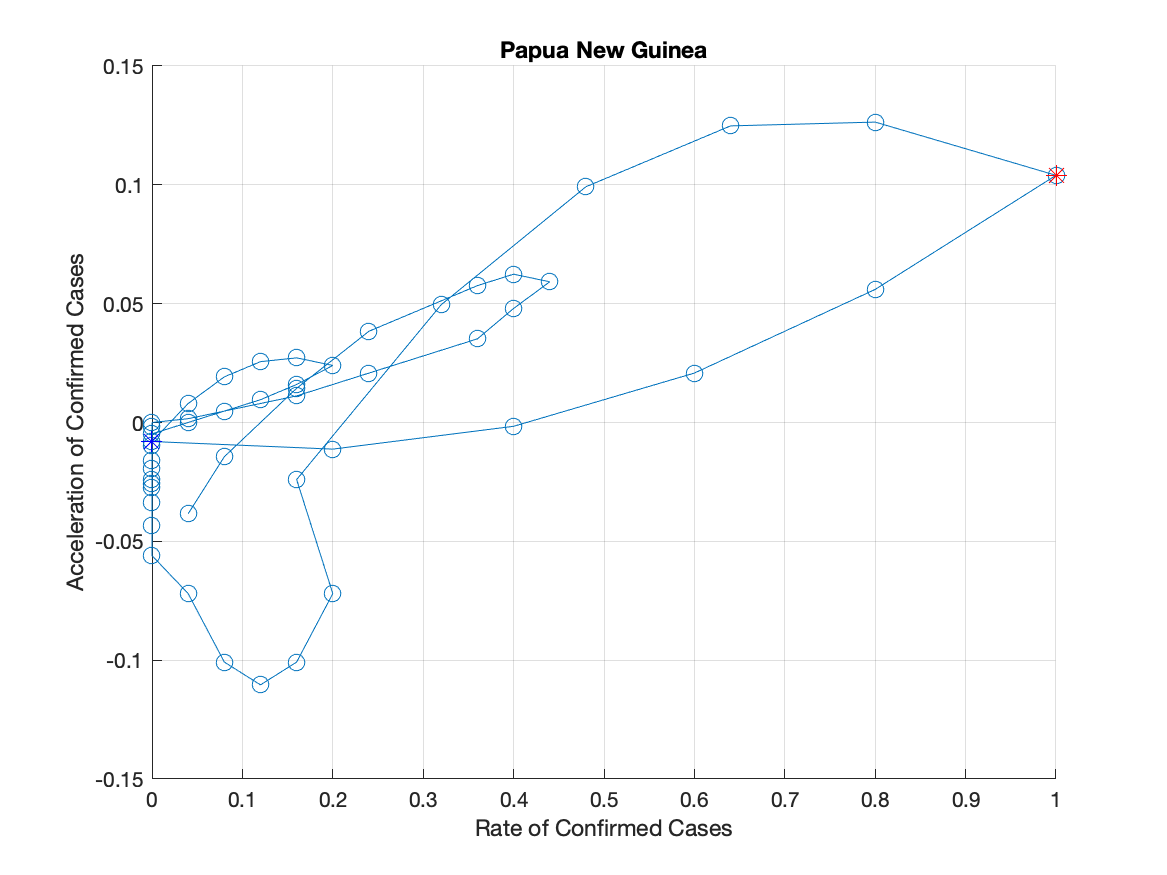 Papua New Guinea
0.15
0.1
0.05
0
-0.05
-0.1
-0.15
Acceleration of Confirmed Cases
0 0.1 0.2 0.3 0.4 0.5 0.6 0.7 0.8 0.9 1
Rate of Confirmed Cases